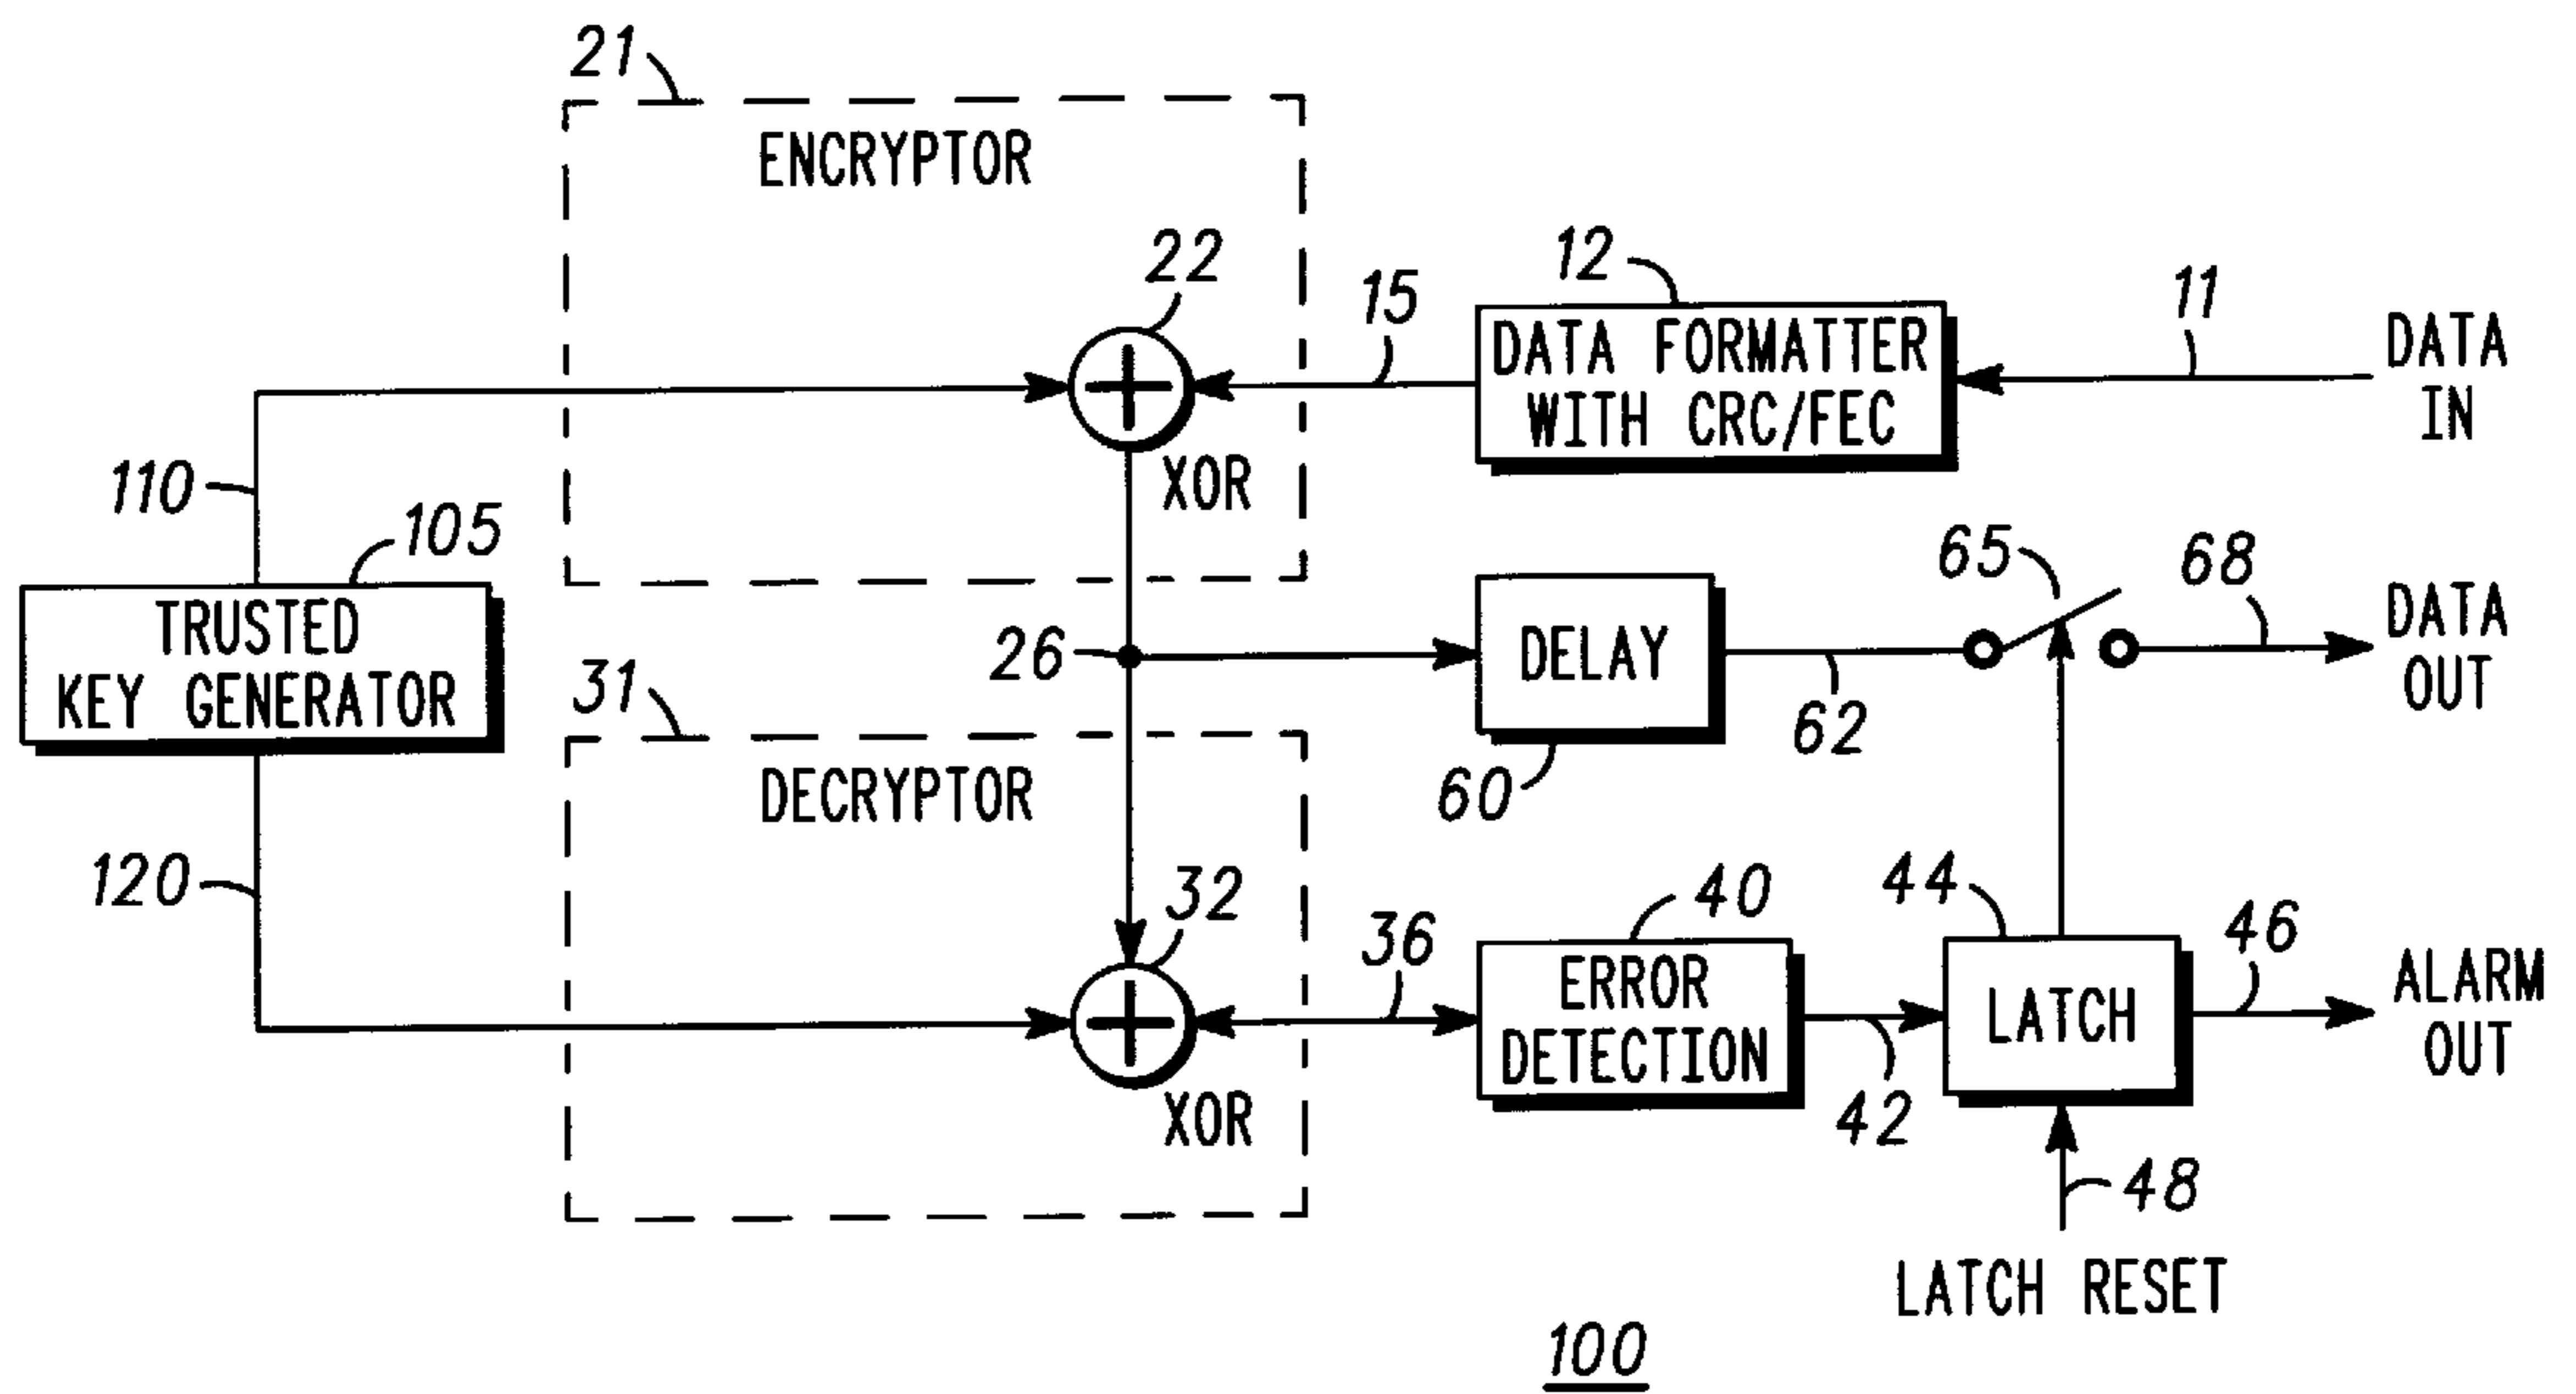 21
ENCRYPTOR
22
XOR
15
12
DATA FORMATTER
WITH CRC/FEC
11
DATA
IN
110
105
TRUSTED
KEY GENERATOR
120
26
DELAY
60
62
65
68
DATA
OUT
31
DECRYPTOR
32
XOR
36
40
ERROR
DETECTION
42
44
LATCH
46
ALARM
OUT
48
LATCH RESET
100